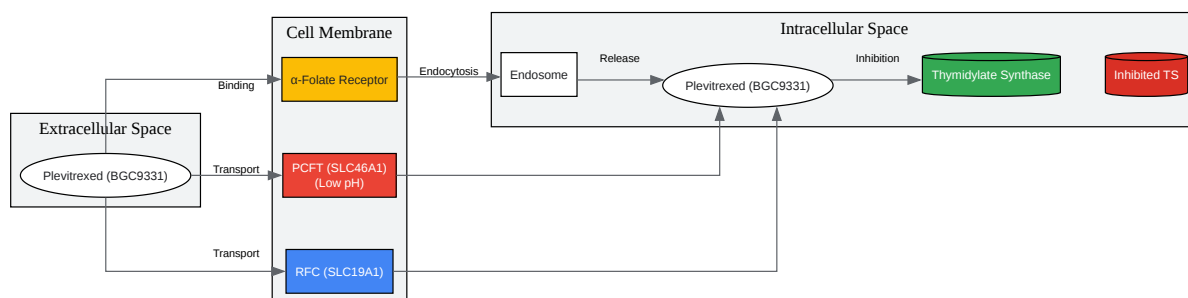 Extracellular Space
Plevitrexed (BGC9331)
Binding
Transport
Transport
Cell Membrane
α-Folate Receptor
PCFT (SLC46A1)
(Low pH)
RFC (SLC19A1)
Endocytosis
Intracellular Space
Endosome
Release
Plevitrexed (BGC9331)
Inhibition
Thymidylate Synthase
Inhibited TS